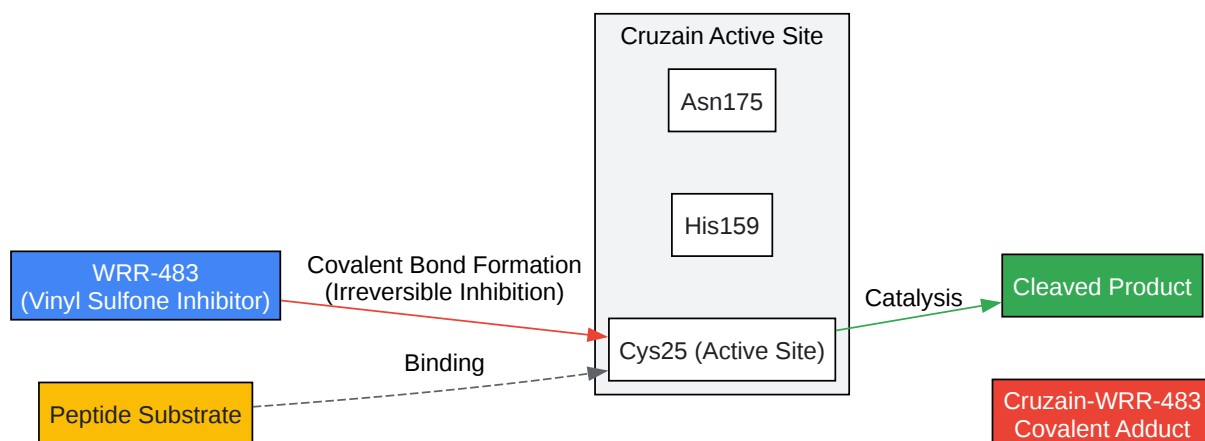 Cruzain Active Site
Asn175
His159
WRR-483
(Vinyl Sulfone Inhibitor)
Covalent Bond Formation
(Irreversible Inhibition)
Catalysis
Cleaved Product
Cys25 (Active Site)
Binding
Peptide Substrate
Cruzain-WRR-483
Covalent Adduct